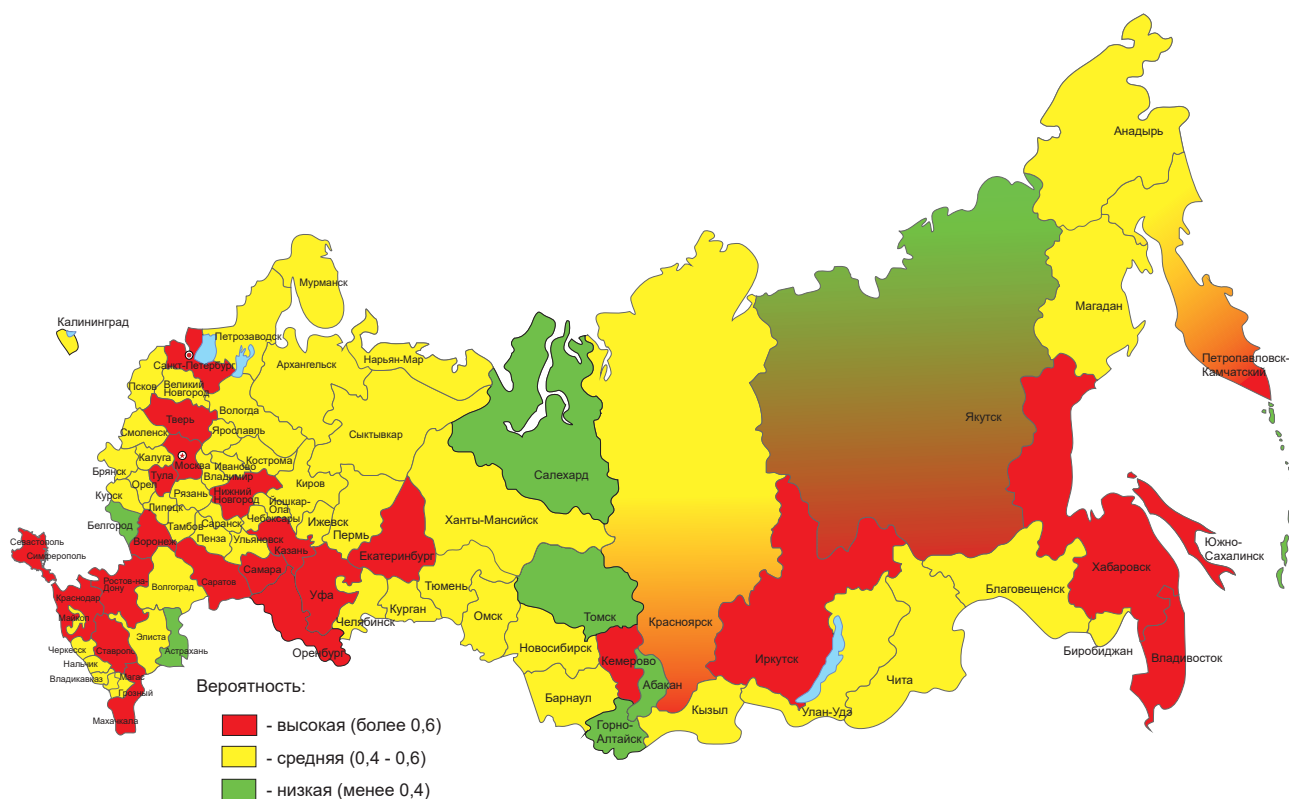 Анадырь
Мурманск
Магадан
Калининград
Петрозаводск
Санкт-Петербург
Архангельск
Нарьян-Мар
Петропавловск-
Камчатский
Псков
Великий
Новгород
Вологда
Тверь
Якутск
Смоленск
Ярославль
Сыктывкар
Калуга
Москва
Иваново
Кострома
Брянск
Тула
Владимир
Салехард
Орел
Рязань
Нижний
Новгород
Киров
Курск
Йошкар-
Ола
Липецк
Чебоксары
Ижевск
Ханты-Мансийск
Белгород
Тамбов
Саранск
Пермь
Севастополь
Воронеж
Пенза
Ульяновск
Южно-
Сахалинск
Симферополь
Казань
Екатеринбург
Хабаровск
Самара
Ростов-на-
Дону
Волгоград
Саратов
Уфа
Тюмень
Благовещенск
Краснодар
Курган
Омск
Томск
Красноярск
Майкоп
Челябинск
Элиста
Черкесск
Ставрополь
Астрахань
Оренбург
Новосибирск
Кемерово
Иркутск
Биробиджан
Владивосток
Нальчик
Владикавказ
Магас
Грозный
Абакан
Чита
Барнаул
Кызыл
Улан-Удэ
Махачкала
Горно-
Алтайск
Вероятность:
- высокая (более 0,6)
- средняя (0,4 - 0,6)
- низкая (менее 0,4)